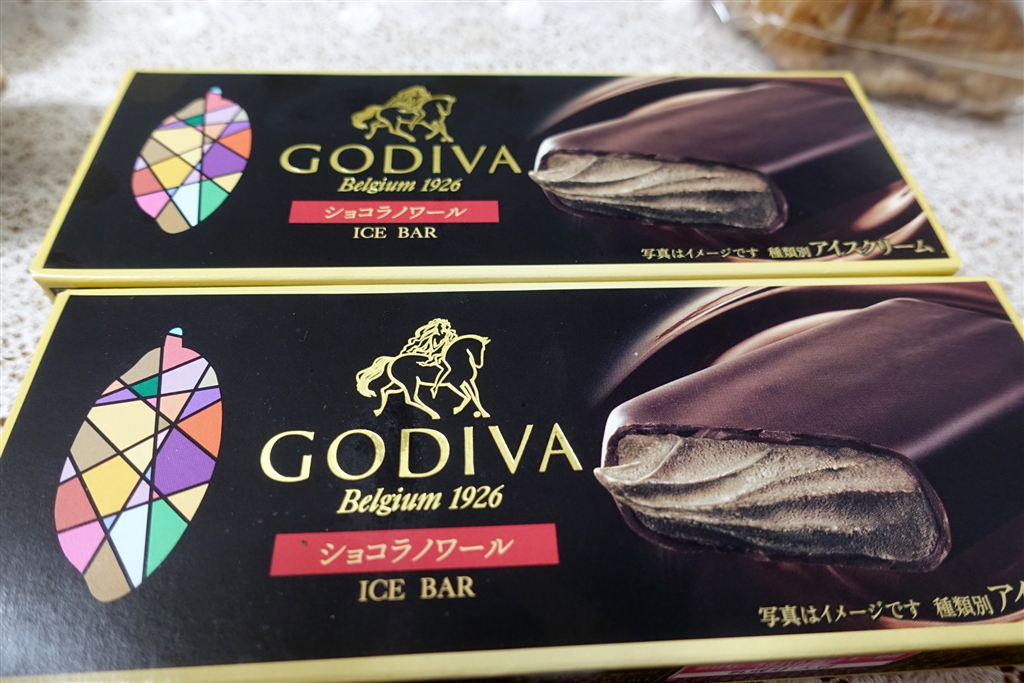 GODIVA
Belgium 1926
ショコラノワール
ICE BAR
写真はイメージです 種類別アイスクリーム
GODIVA
Belgium 1926
ショコラノワール
ICE BAR
写真はイメージです 種類別アイ